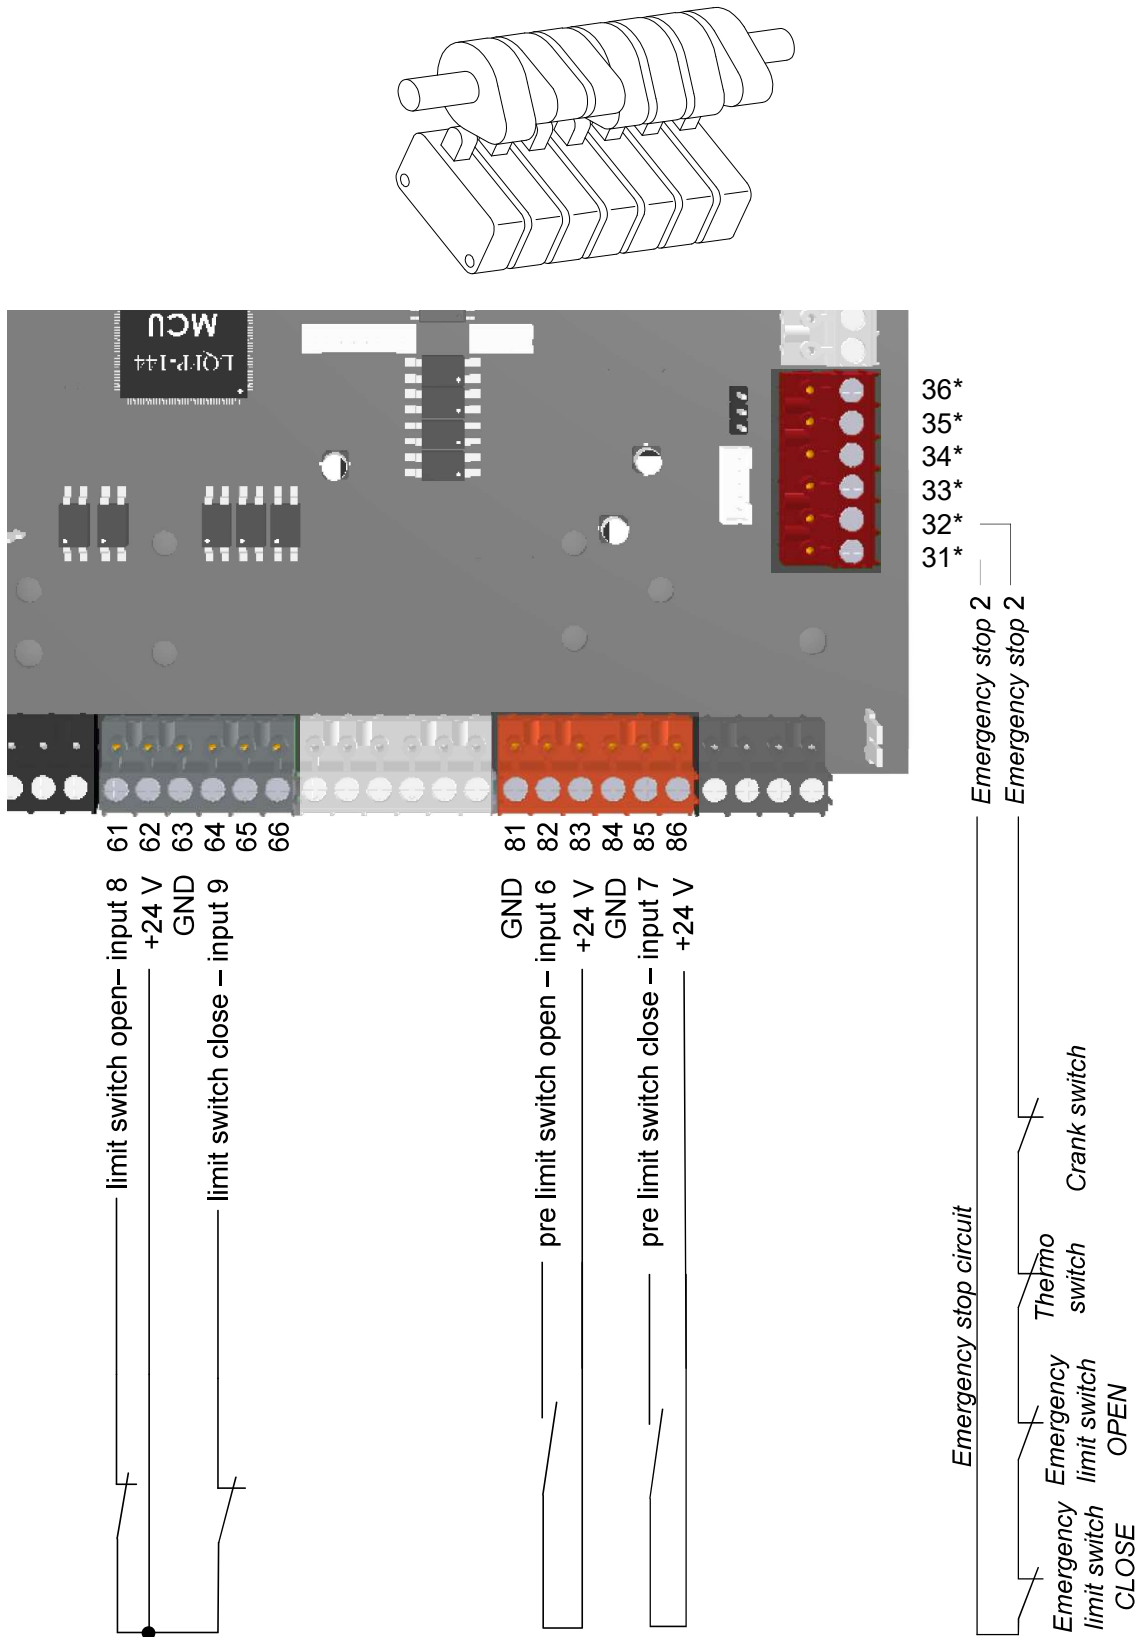 MCU
LQFP-144
36*
35*
34*
33*
32*
31*
Emergency stop 2
Emergency stop 2
61
62
63
64
65
66
81
82
83
84
85
86
limit switch open– input 8
+24 V
GND
limit switch close – input 9
GND
pre limit switch open – input 6
+24 V
GND
pre limit switch close – input 7
+24 V
Emergency stop circuit
Crank switch
Thermo
switch
Emergency
limit switch
OPEN
Emergency
limit switch
CLOSE